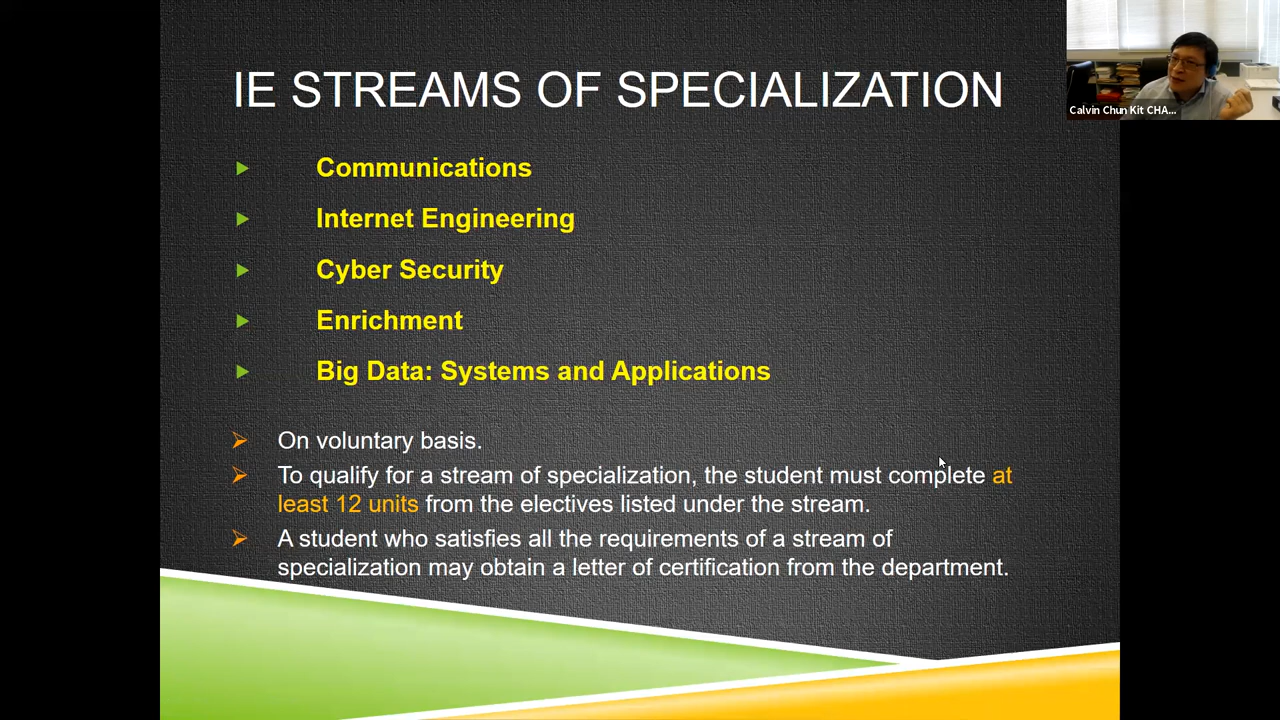 IE STREAMS OF SPECIALIZATION
Calvin Chun Kit CHA...
Communications
Internet Engineering
Cyber Security
Enrichment
Big Data: Systems and Applications
On voluntary basis.
To qualify for a stream of specialization, the student must complete at
least 12 units from the electives listed under the stream.
A student who satisfies all the requirements of a stream of
specialization may obtain a letter of certification from the department.